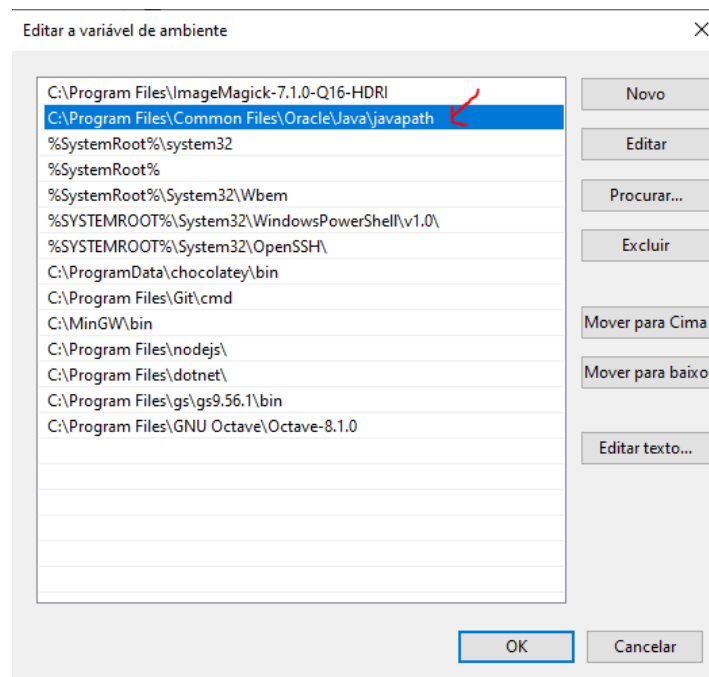 Editar a variável de ambiente
C:\Program Files\ImageMagick-7.1.0-Q16-HDRI
C:\Program Files\Common Files\Oracle\Java\javapath
%SystemRoot%\system32
%SystemRoot%
%SystemRoot%\System32\Wbem
%SYSTEMROOT%\System32\WindowsPowerShell\v1.0\
%SYSTEMROOT%\System32\OpenSSH\
C:\ProgramData\chocolatey\bin
C:\Program Files\Git\cmd
C:\MinGW\bin
C:\Program Files\nodejs\
C:\Program Files\dotnet\
C:\Program Files\gs\gs9.56.1\bin
C:\Program Files\GNU Octave\Octave-8.1.0
Novo
Editar
Procurar...
Excluir
Mover para Cima
Mover para baixo
Editar texto...
OK
Cancelar